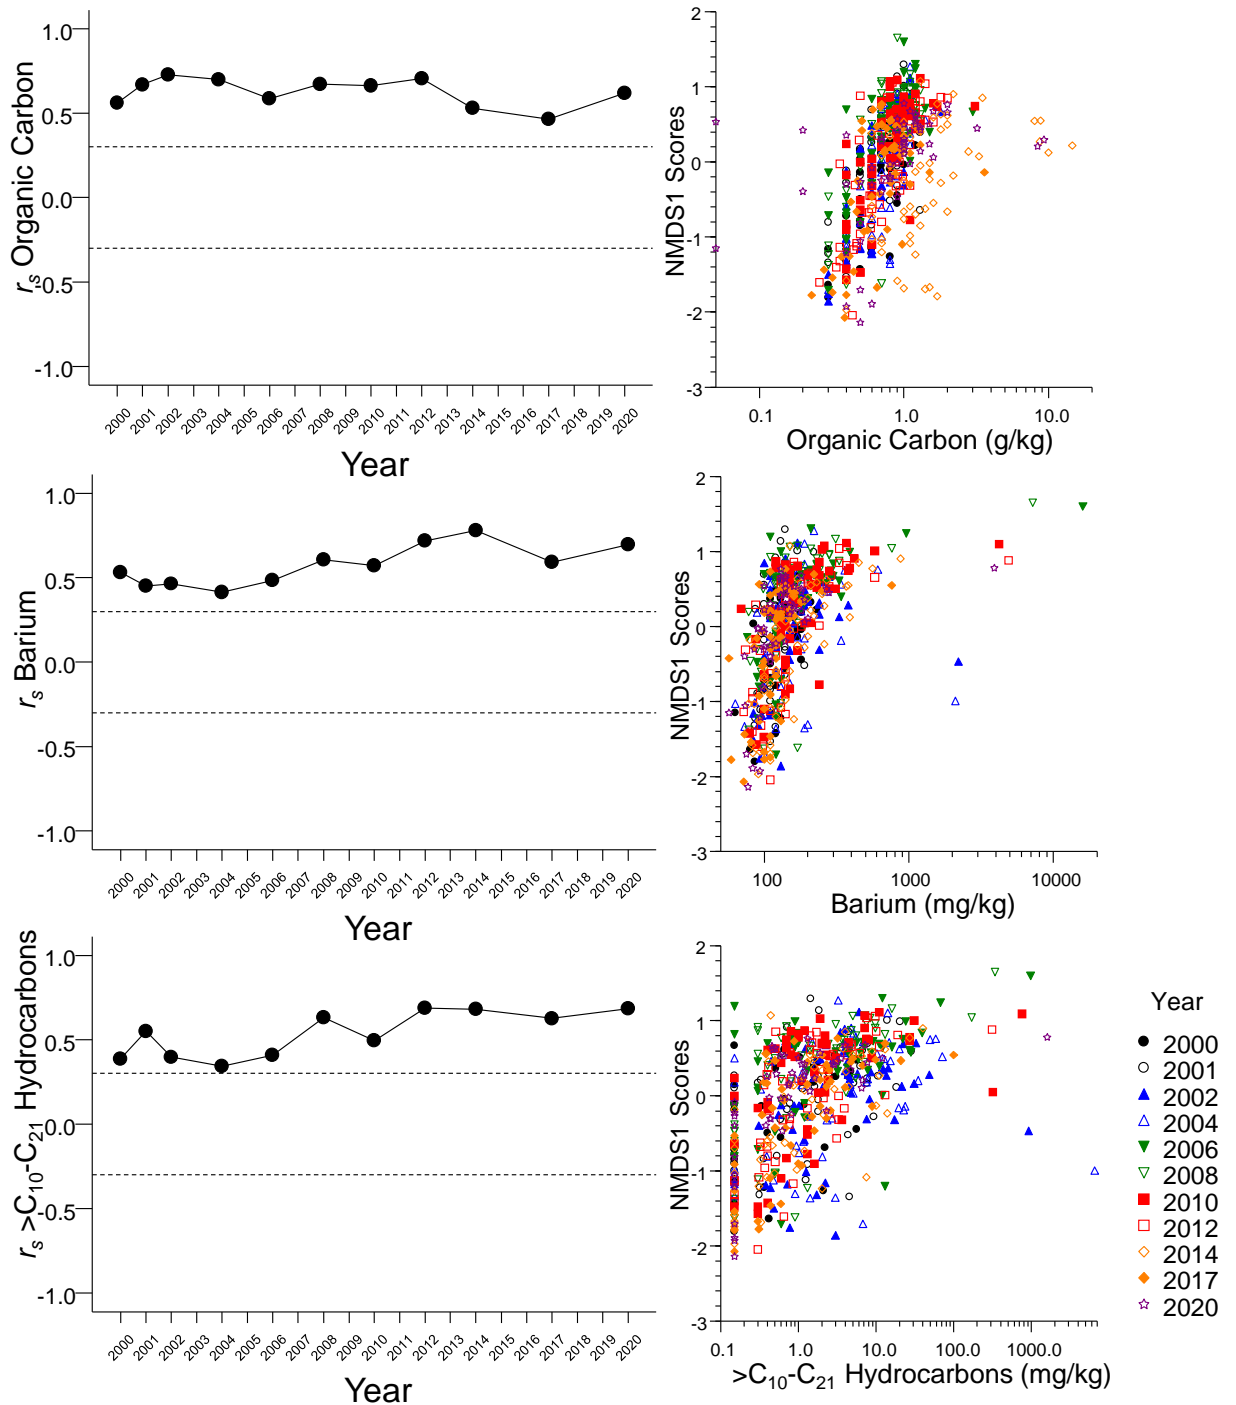 1.0
0.5
0.0
-0.5
-1.0
rs Organic Carbon
2000 2001 2002 2003 2004 2005 2006 2007 2008 2009 2010 2011 2012 2013 2014 2015 2016 2017 2018 2019 2020
Year
2
1
0
-1
-2
-3
NMDS1 Scores
0.1 1.0 10.0
Organic Carbon (g/kg)
1.0
0.5
0.0
-0.5
-1.0
rs Barium
2000 2001 2002 2003 2004 2005 2006 2007 2008 2009 2010 2011 2012 2013 2014 2015 2016 2017 2018 2019 2020
Year
2
1
0
-1
-2
-3
NMDS1 Scores
100 1000 10000
Barium (mg/kg)
1.0
0.5
0.0
-0.5
-1.0
rs >C10-C21 Hydrocarbons
2000 2001 2002 2003 2004 2005 2006 2007 2008 2009 2010 2011 2012 2013 2014 2015 2016 2017 2018 2019 2020
Year
2
1
0
-1
-2
-3
NMDS1 Scores
0.1 1.0 10.0 100.0 1000.0
>C10-C21 Hydrocarbons (mg/kg)
Year
2000
2001
2002
2004
2006
2008
2010
2012
2014
2017
2020